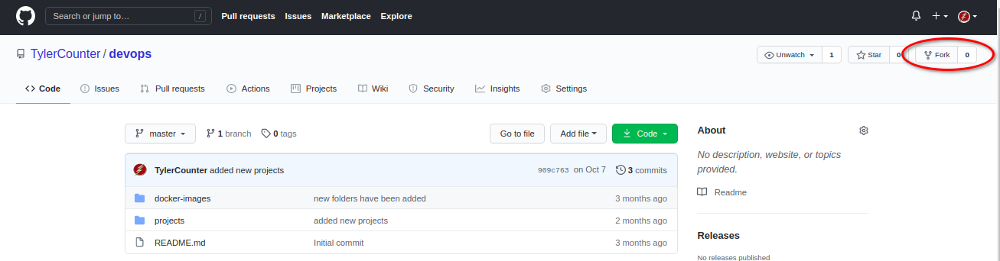 Search or jump to... / Pull requests Issues Marketplace Explore
TylerCounter / devops Unwatch 1 Star 0 Fork 0
Code Issues Pull requests Actions Projects Wiki Security Insights Settings
master 1 branch 0 tags Go to file Add file Code
About
No description, website, or topics
provided.
Readme
TylerCounter added new projects 909c763 on Oct 7 3 commits
docker-images new folders have been added 3 months ago
projects added new projects 2 months ago
README.md Initial commit 3 months ago
Releases
No releases published